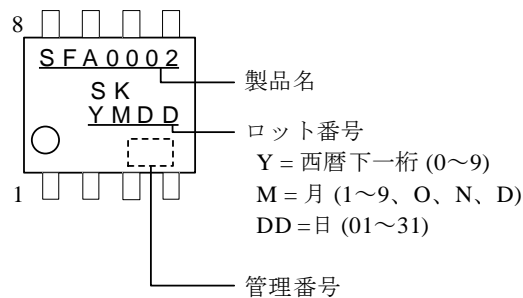 8
SFA0002
SK
YMDD
1
製品名
ロット番号
Y = 西暦下一桁 (0～9)
M = 月 (1～9、O、N、D)
DD =日 (01～31)
管理番号